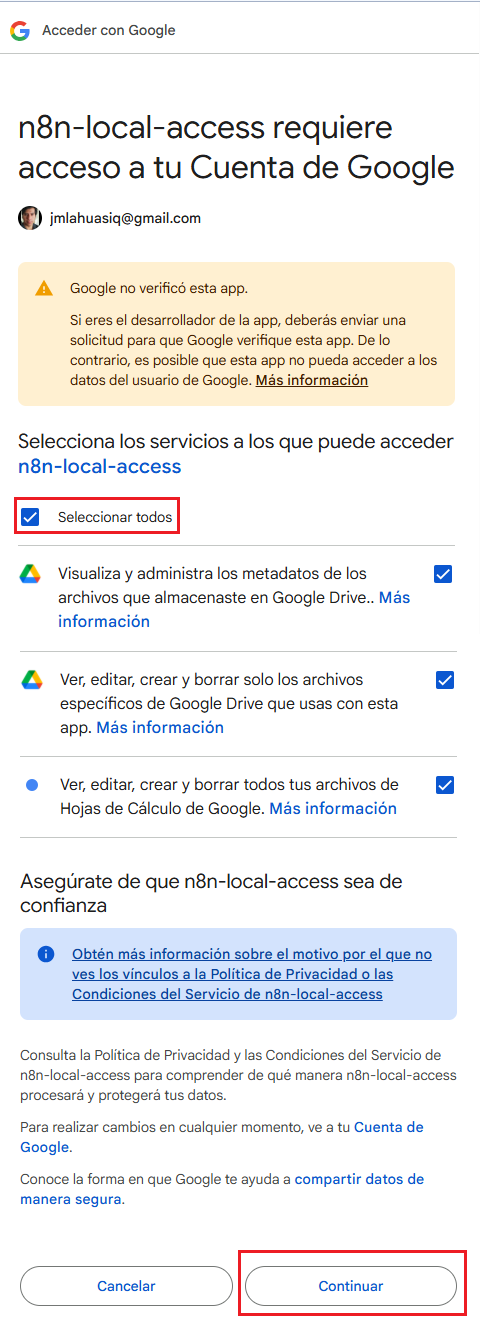 Acceder con Google
n8n-local-access requiere
acceso a tu Cuenta de Google
jmlahuasiq@gmail.com
Google no verificó esta app.
Si eres el desarrollador de la app, deberás enviar una
solicitud para que Google verifique esta app. De lo
contrario, es posible que esta app no pueda acceder a los
datos del usuario de Google. Más información
Selecciona los servicios a los que puede acceder
n8n-local-access
Seleccionar todos
Visualiza y administra los metadatos de los
archivos que almacenaste en Google Drive.. Más
información
Ver, editar, crear y borrar solo los archivos
específicos de Google Drive que usas con esta
app. Más información
Ver, editar, crear y borrar todos tus archivos de
Hojas de Cálculo de Google. Más información
Asegúrate de que n8n-local-access sea de
confianza
Obtén más información sobre el motivo por el que no
ves los vínculos a la Política de Privacidad o las
Condiciones del Servicio de n8n-local-access
Consulta la Política de Privacidad y las Condiciones del Servicio de
n8n-local-access para comprender de qué manera n8n-local-access
procesará y protegerá tus datos.
Para realizar cambios en cualquier momento, ve a tu Cuenta de
Google.
Conoce la forma en que Google te ayuda a compartir datos de
manera segura.
Cancelar
Continuar